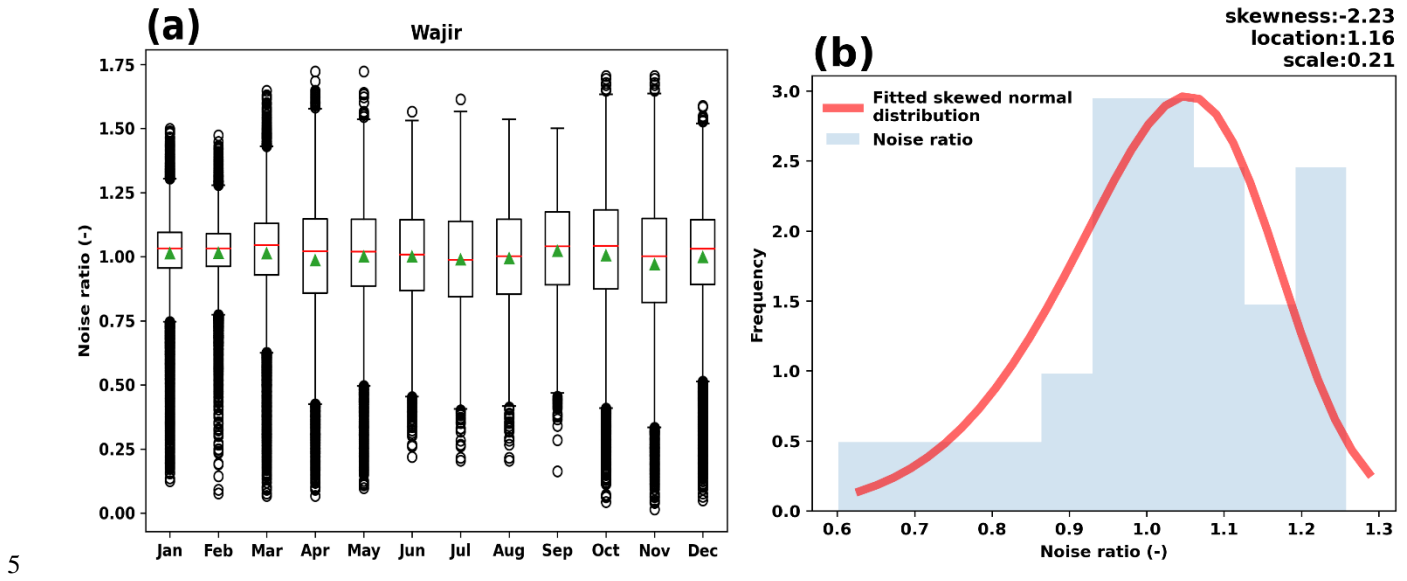 (a)
Wajir
Noise ratio (-)
1.75
1.50
1.25
1.00
0.75
0.50
0.25
0.00
Jan Feb Mar Apr May Jun Jul Aug Sep Oct Nov Dec
skewness:-2.23
location:1.16
scale:0.21
(b)
Fitted skewed normal
distribution
Noise ratio
Frequency
3.0
2.5
2.0
1.5
1.0
0.5
0.0
0.6 0.7 0.8 0.9 1.0 1.1 1.2 1.3
Noise ratio (-)
5